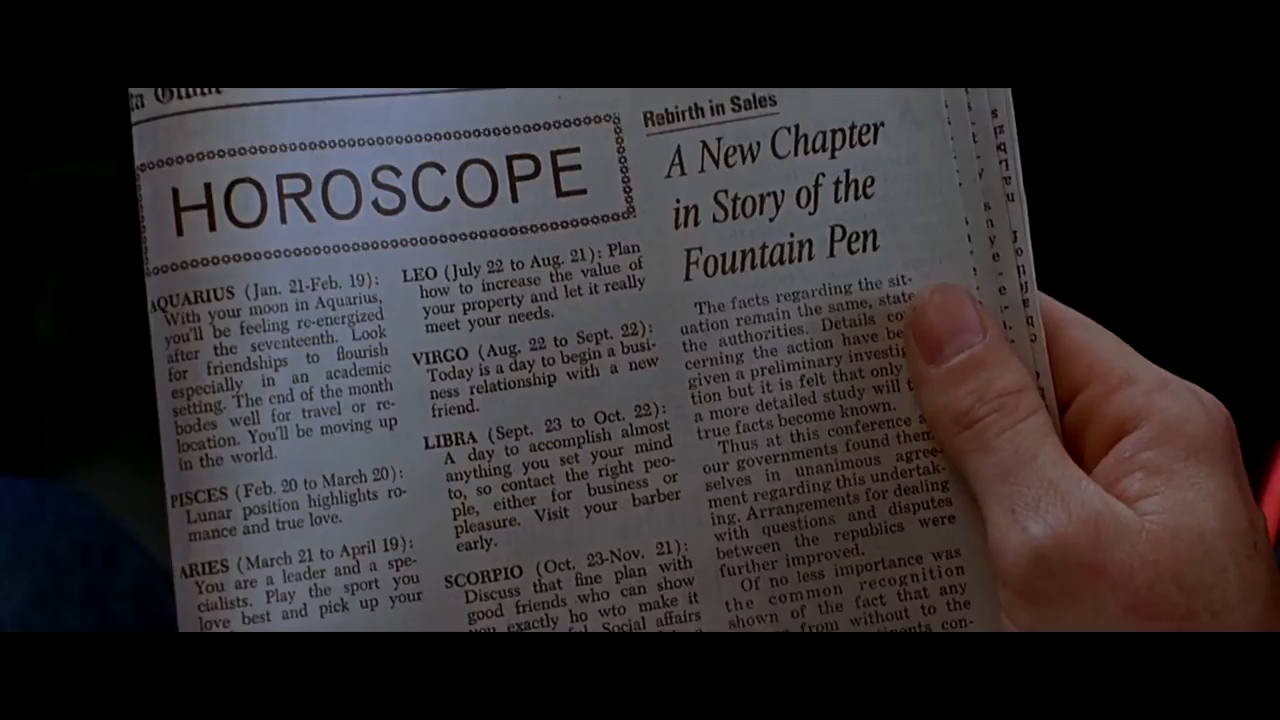 HOROSCOPE
AQUARIUS (Jan. 21-Feb. 19):
With your moon in Aquarius,
you'll be feeling re-energized
after the seventeenth. Look
for friendships to flourish
especially in an academic
setting. The end of the month
bodes well for travel or re-
location. You'll be moving up
in the world.
PISCES (Feb. 20 to March 20):
Lunar position highlights ro-
mance and true love.
ARIES (March 21 to April 19):
You are a leader and a spe-
cialists. Play the sport you
love best and pick up your
LEO (July 22 to Aug. 21): Plan
how to increase the value of
your property and let it really
meet your needs.
VIRGO (Aug. 22 to Sept. 22):
Today is a day to begin a busi-
ness relationship with a new
friend.
LIBRA (Sept. 23 to Oct. 22):
A day to accomplish almost
anything you set your mind
to, so contact the right peo-
ple, either for business or
pleasure. Visit your barber
early.
SCORPIO (Oct. 23-Nov. 21):
Discuss that fine plan with
good friends who can show
you exactly ho wto make it
Social affairs
Rebirth in Sales
A New Chapter
in Story of the
Fountain Pen
The facts regarding the sit-
uation remain the same, state
the authorities. Details
cerning the action have
given a preliminary
tion but it is felt that only
a more detailed study will
true facts become known.
Thus at this conference
our governments found them-
selves in unanimous agree-
ment regarding this undertak-
ing. Arrangements for dealing
with questions and disputes
between the republics were
further improved.
Of no less importance was
the common recognition
shown of the fact that any
from without to the
con-